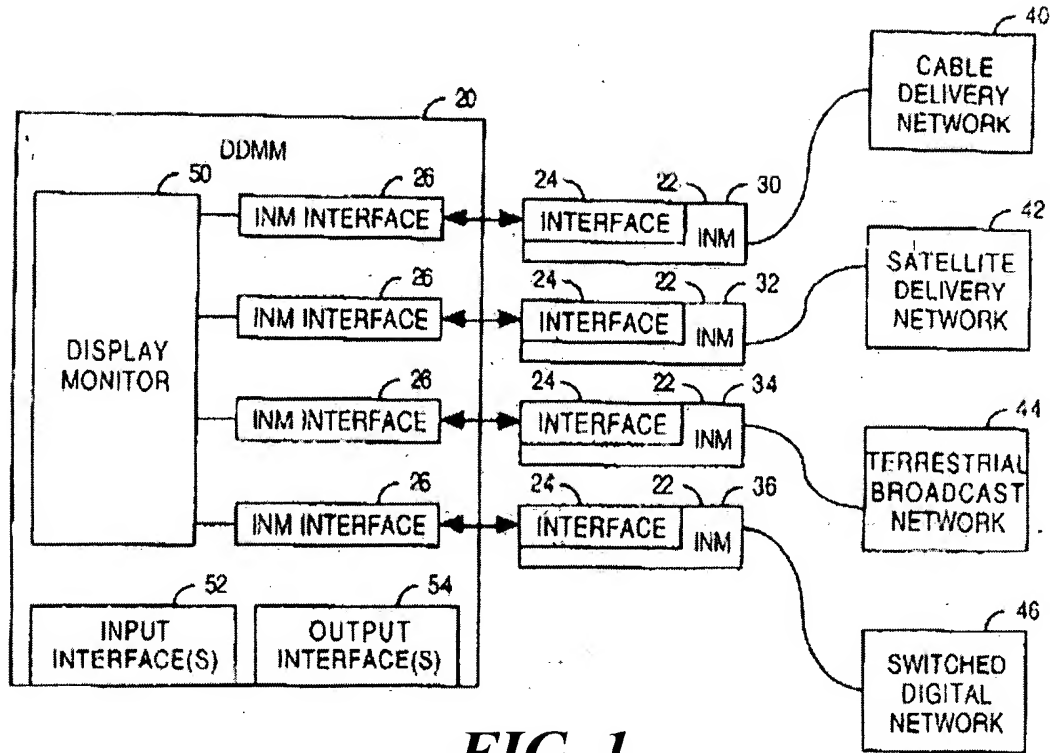 40
CABLE
DELIVERY
NETWORK
20
DDMM
50
DISPLAY
MONITOR
26
INM INTERFACE
24
22
30
INTERFACE
INM
42
SATELLITE
DELIVERY
NETWORK
26
INM INTERFACE
24
22
32
INTERFACE
INM
26
INM INTERFACE
24
22
34
INTERFACE
INM
44
TERRESTRIAL
BROADCAST
NETWORK
26
INM INTERFACE
24
22
36
INTERFACE
INM
52
INPUT
INTERFACE(S)
54
OUTPUT
INTERFACE(S)
46
SWITCHED
DIGITAL
NETWORK
FIG. 1